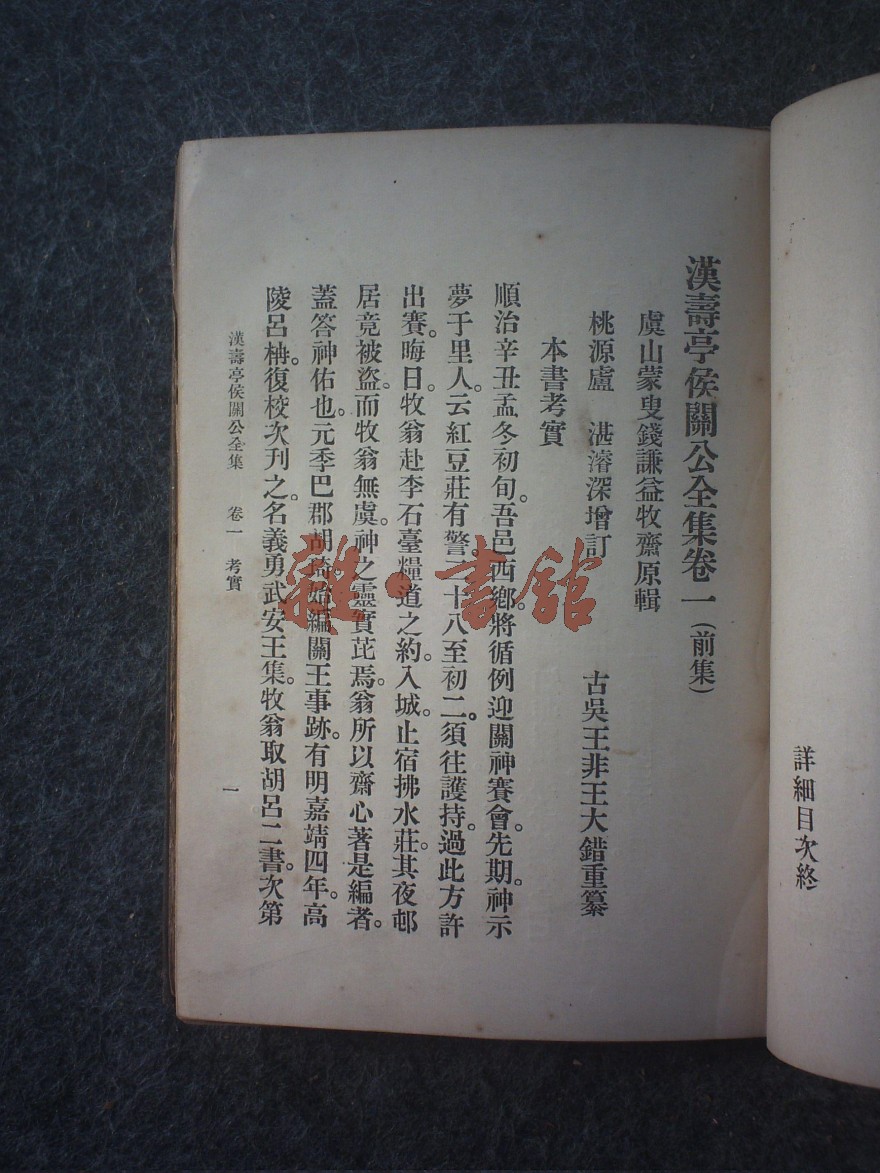 詳細目次終
漢壽亭侯關公全集卷一(前集)
虞山蒙叟錢謙益牧齋原輯
桃源盧 湛濬深增訂 古吳王非王大錯重纂
本書考實
順治辛丑孟冬初旬。吾邑西鄉。將循例迎關神賽會。先期。神示
夢于里人。云紅豆莊有警。二十八至初二。須往護持。過此方許
出賽。晦日。牧翁赴李石臺糧道之約。入城。止宿拂水莊。其夜邨
居竟被盜。而牧翁無虞。神之靈實芘焉。翁所以齋心著是編者。
蓋答神佑也。元季巴郡胡琦始編關王事跡。有明嘉靖四年。高
陵呂柟。復校次刊之。名義勇武安王集。牧翁取胡呂二書。次第
漢壽亭侯關公全集 卷一 考實 一
雜·書館